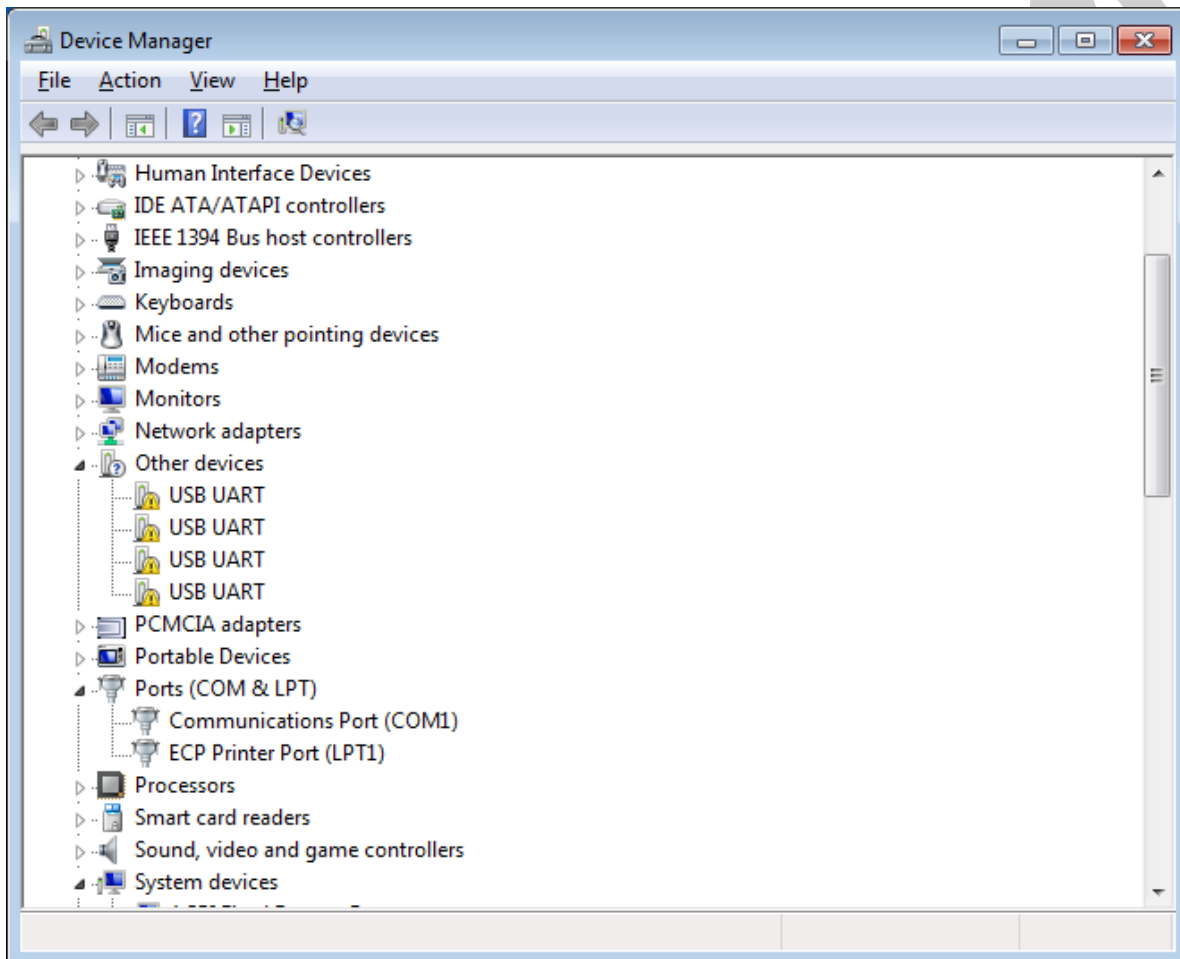 Device Manager
File Action View Help
Human Interface Devices
IDE ATA/ATAPI controllers
IEEE 1394 Bus host controllers
Imaging devices
Keyboards
Mice and other pointing devices
Modems
Monitors
Network adapters
Other devices
USB UART
USB UART
USB UART
USB UART
PCMCIA adapters
Portable Devices
Ports (COM & LPT)
Communications Port (COM1)
ECP Printer Port (LPT1)
Processors
Smart card readers
Sound, video and game controllers
System devices